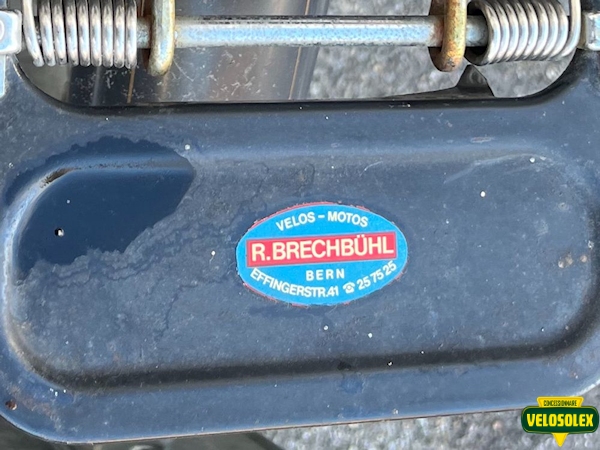 VELOS - MOTOS
R. BRECHBÜHL
BERN
EFFINGERSTR. 41 ☎ 25 75 25
CONCESSIONNAIRE
VELOSOLEX